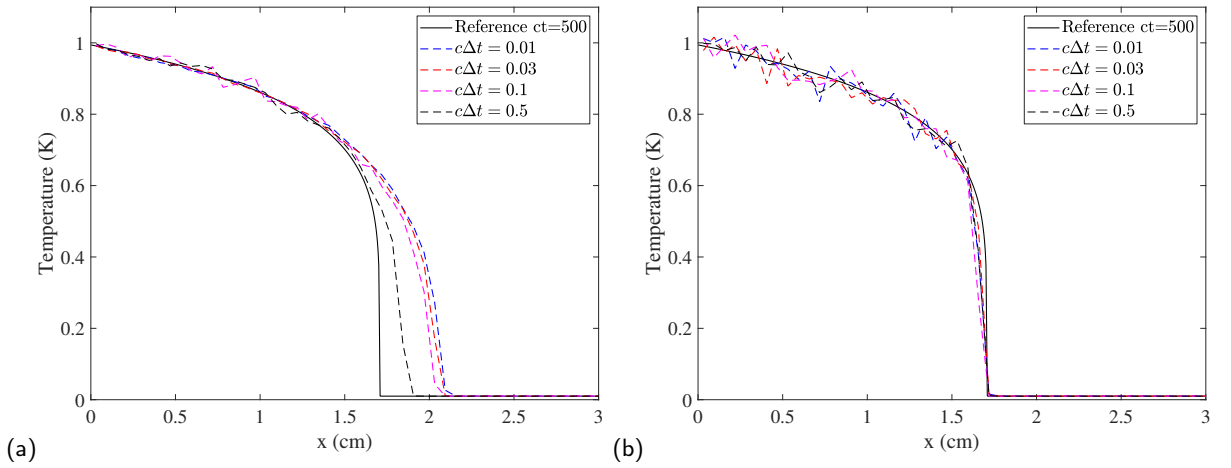 Reference ct=500
cΔt = 0.01
cΔt = 0.03
cΔt = 0.1
cΔt = 0.5
1
0.8
0.6
0.4
0.2
0
Temperature (K)
0 0.5 1 1.5 2 2.5 3
x (cm)
(a)
Reference ct=500
cΔt = 0.01
cΔt = 0.03
cΔt = 0.1
cΔt = 0.5
1
0.8
0.6
0.4
0.2
0
Temperature (K)
0 0.5 1 1.5 2 2.5 3
x (cm)
(b)